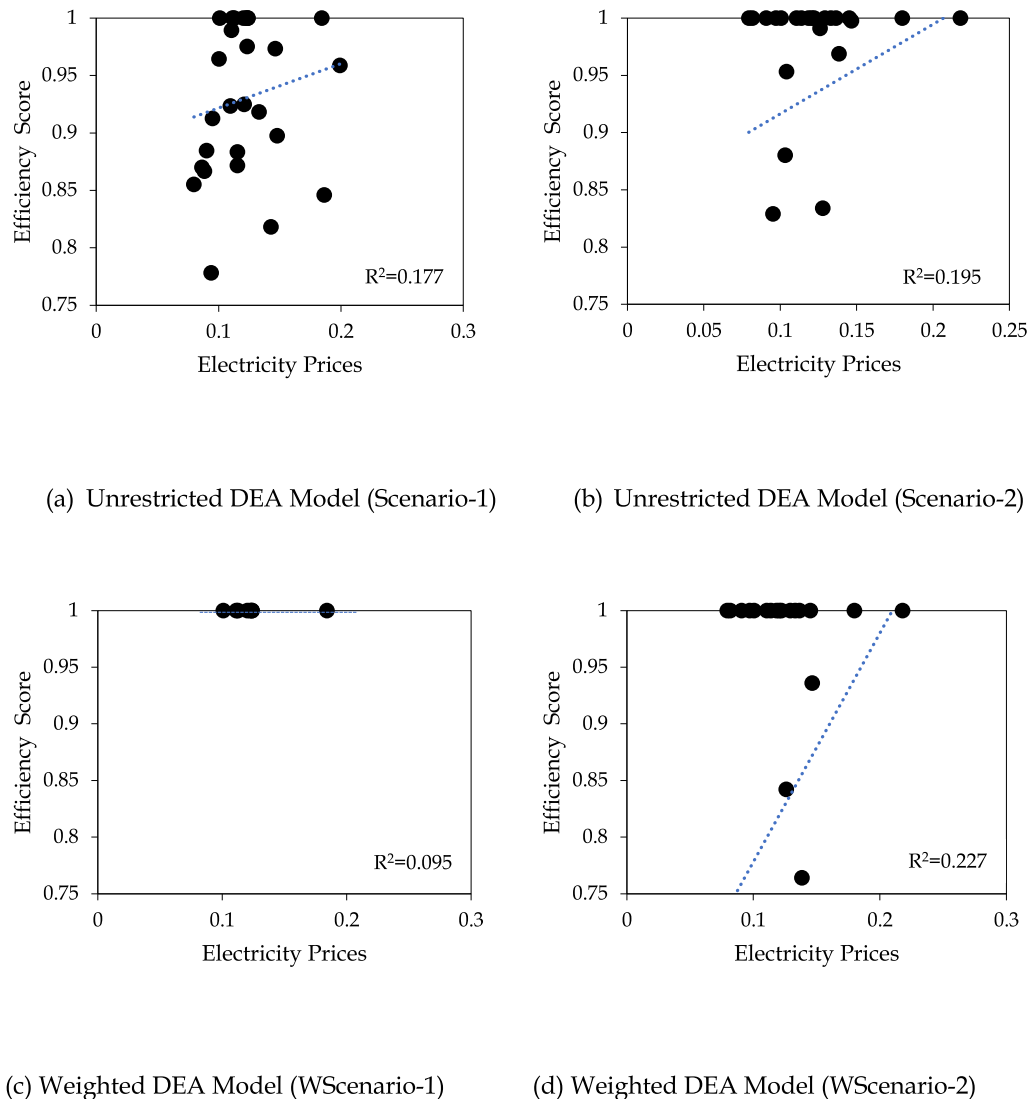 1
0.95
0.9
0.85
0.8
0.75
Efficiency Score
R²=0.177
0 0.1 0.2 0.3
Electricity Prices
(a) Unrestricted DEA Model (Scenario-1)
1
0.95
0.9
0.85
0.8
0.75
Efficiency Score
R²=0.195
0 0.05 0.1 0.15 0.2 0.25
Electricity Prices
(b) Unrestricted DEA Model (Scenario-2)
1
0.95
0.9
0.85
0.8
0.75
Efficiency Score
R²=0.095
0 0.1 0.2 0.3
Electricity Prices
(c) Weighted DEA Model (WScenario-1)
1
0.95
0.9
0.85
0.8
0.75
Efficiency Score
R²=0.227
0 0.1 0.2 0.3
Electricity Prices
(d) Weighted DEA Model (WScenario-2)